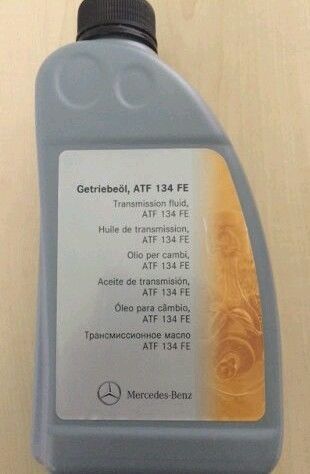 Getriebeöl, ATF 134 FE
Transmission fluid,
ATF 134 FE
Huile de transmission,
ATF 134 FE
Olio per cambi,
ATF 134 FE
Aceite de transmisión,
ATF 134 FE
Óleo para câmbio,
ATF 134 FE
Трансмиссионное масло
ATF 134 FE
Mercedes-Benz